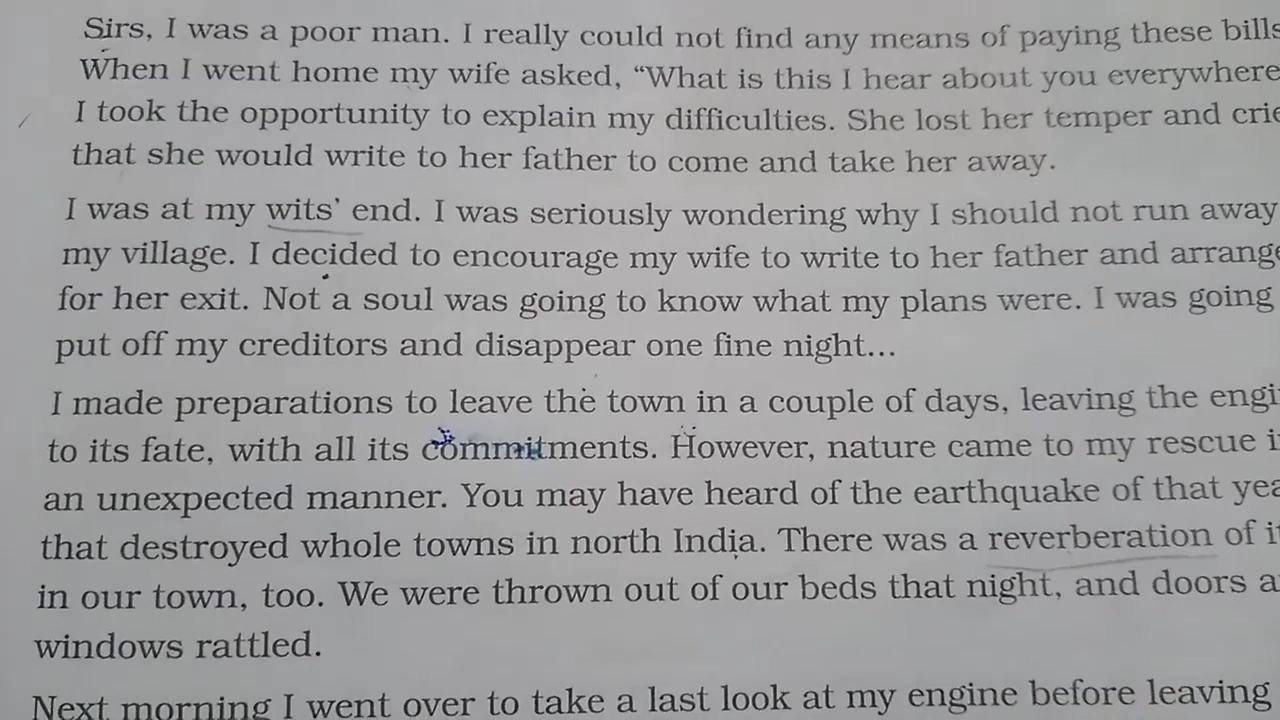 Sirs, I was a poor man. I really could not find any means of paying these bills
When I went home my wife asked, “What is this I hear about you everywhere
I took the opportunity to explain my difficulties. She lost her temper and crie
that she would write to her father to come and take her away.
I was at my wits’ end. I was seriously wondering why I should not run away
my village. I decided to encourage my wife to write to her father and arrange
for her exit. Not a soul was going to know what my plans were. I was going
put off my creditors and disappear one fine night...
I made preparations to leave the town in a couple of days, leaving the engi
to its fate, with all its commitments. However, nature came to my rescue i
an unexpected manner. You may have heard of the earthquake of that yea
that destroyed whole towns in north India. There was a reverberation of i
in our town, too. We were thrown out of our beds that night, and doors a
windows rattled.
Next morning I went over to take a last look at my engine before leaving